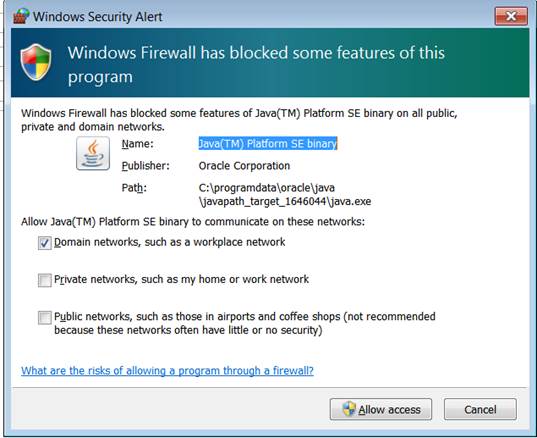 Windows Security Alert
Windows Firewall has blocked some features of this
program
Windows Firewall has blocked some features of Java(TM) Platform SE binary on all public,
private and domain networks.
Name: Java(TM) Platform SE binary
Publisher: Oracle Corporation
Path: C:\programdata\oracle\java
\javapath_target_1646044\java.exe
Allow Java(TM) Platform SE binary to communicate on these networks:
Domain networks, such as a workplace network
Private networks, such as my home or work network
Public networks, such as those in airports and coffee shops (not recommended
because these networks often have little or no security)
What are the risks of allowing a program through a firewall?
Allow access
Cancel